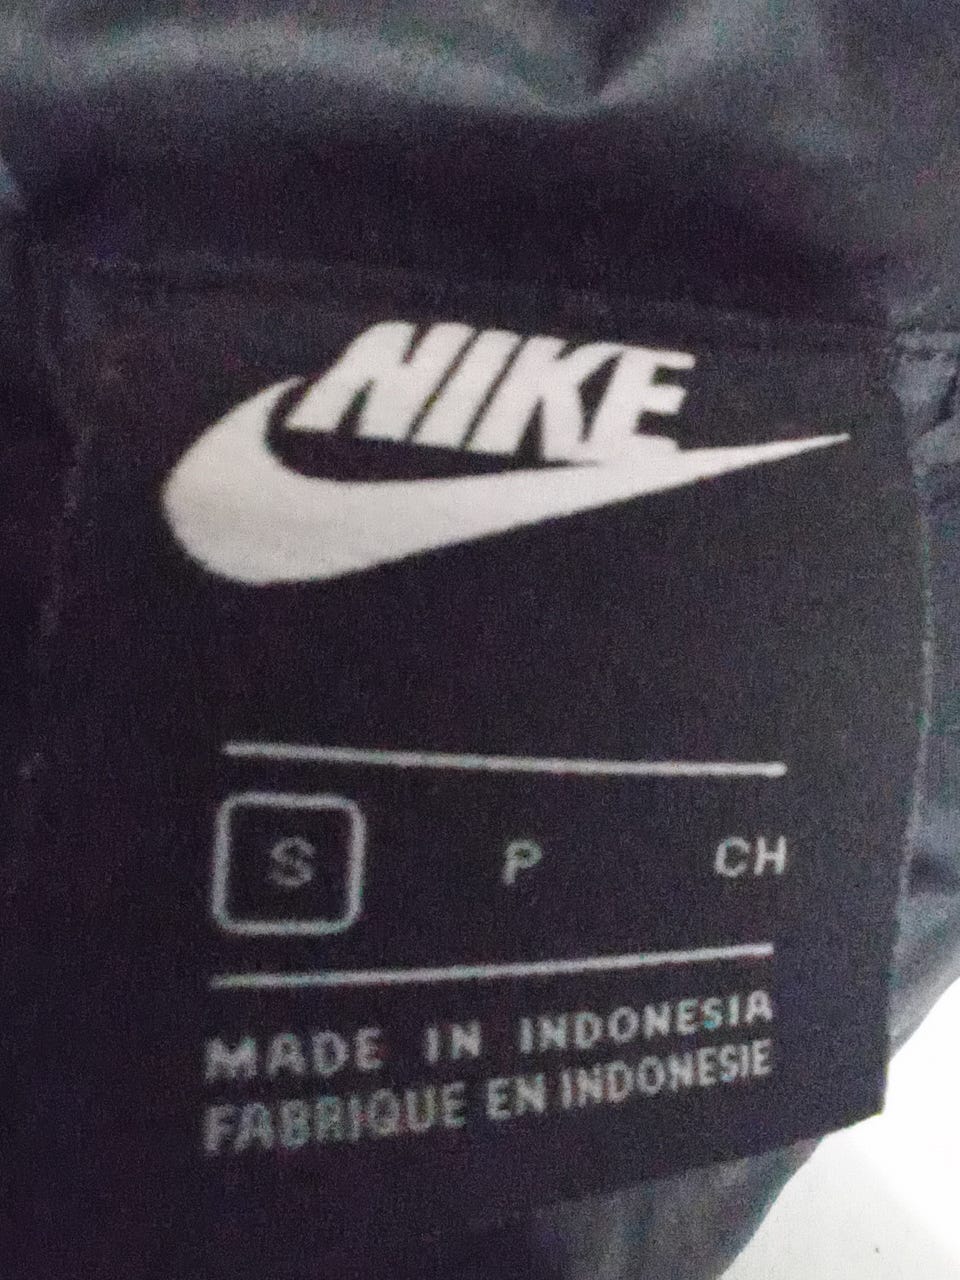 NIKE
S P CH
MADE IN INDONESIA
FABRIQUE EN INDONESIE